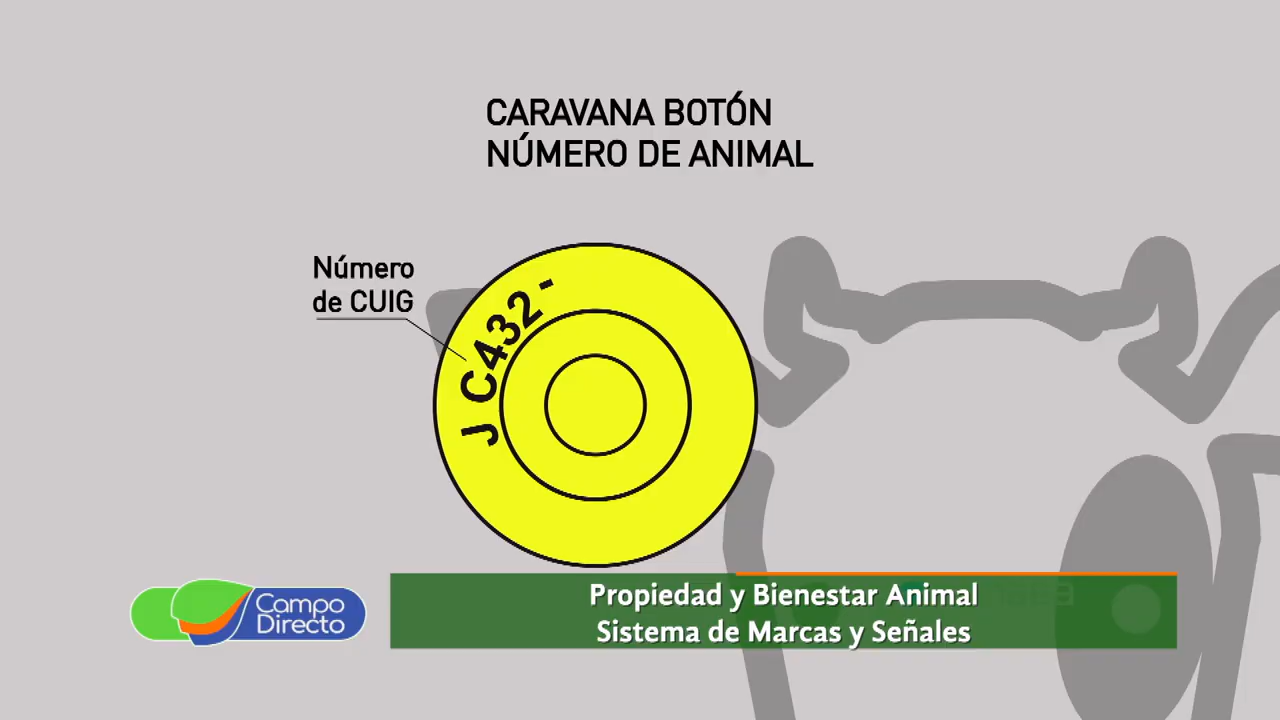 CARAVANA BOTÓN
NÚMERO DE ANIMAL
Número
de CUIG
J C432-
Campo
Directo
Propiedad y Bienestar Animal
Sistema de Marcas y Señales